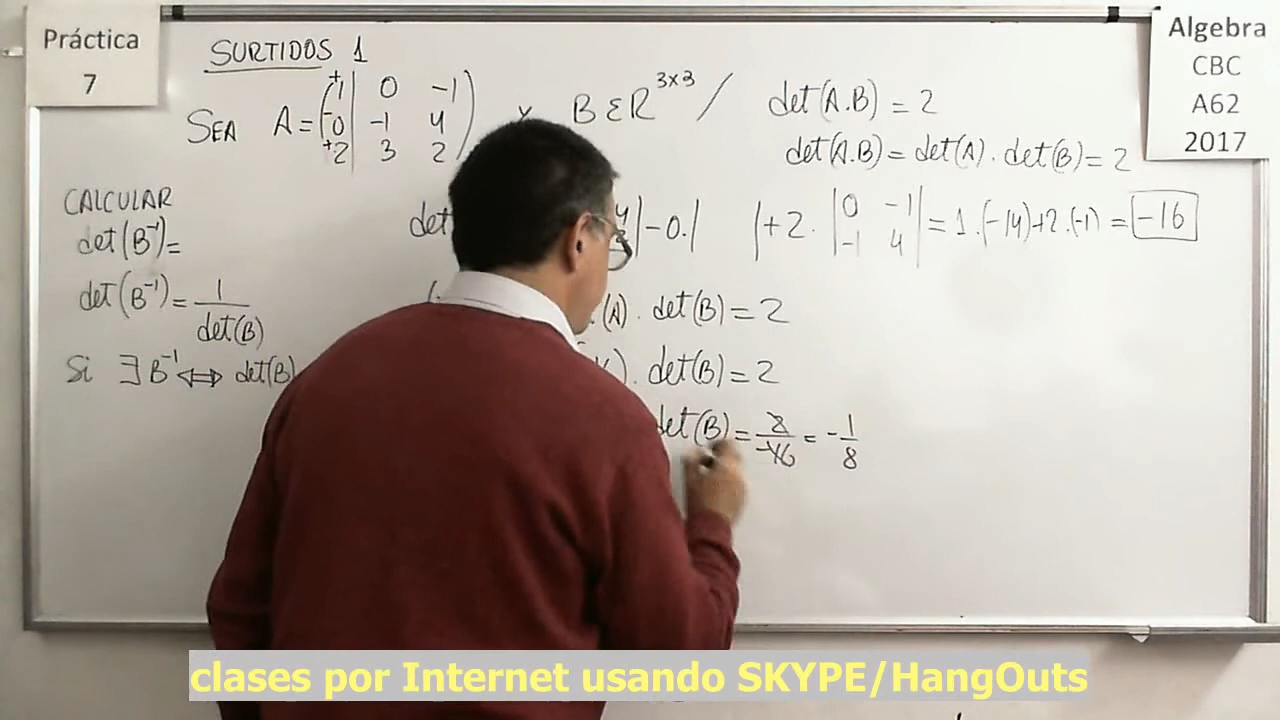 Práctica
7
Algebra
CBC
A62
2017
SURTIDOS 1
SEA A = (1 0 -1
0 -1 4
2 3 2) B ε R^3x3 / det(A.B) = 2
det(A.B) = det(A). det(B) = 2
CALCULAR
det(B^-1) =
det(B^-1) = 1/det(B)
Si ∃ B^-1 ⟺ det(B)
det 4| - 0.| |+2. |0 -1
-1 4| = 1.(-14)+2.(-1) = -16
(A). det(B) = 2
). det(B) = 2
det(B) = 2/-16 = -1/8
clases por Internet usando SKYPE/HangOuts